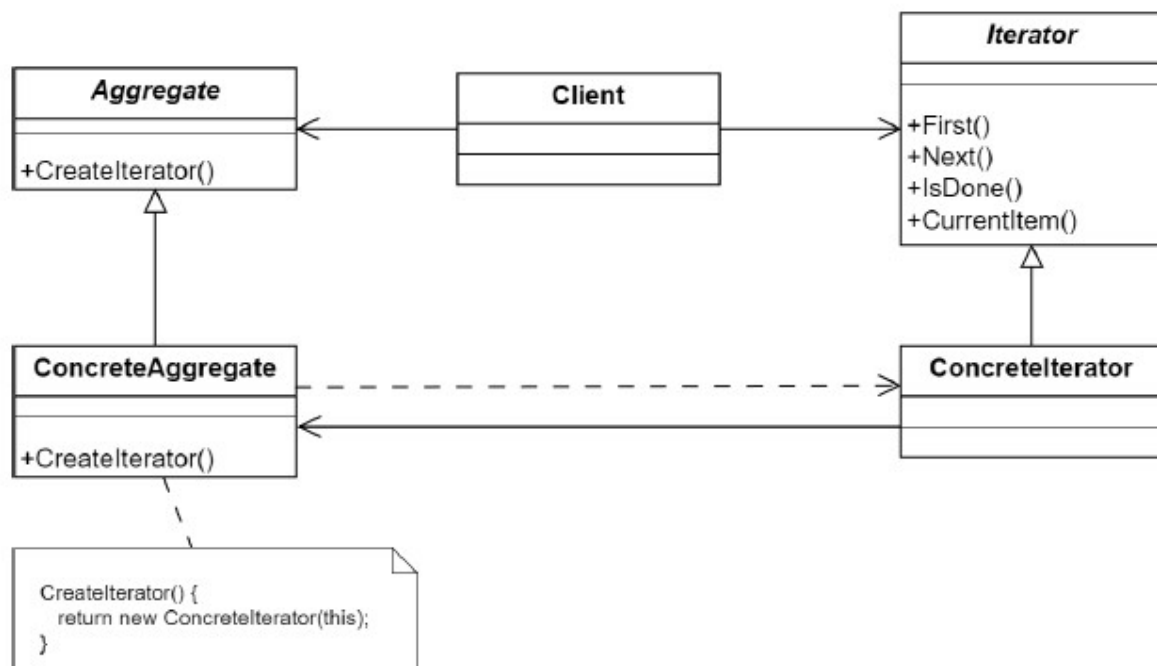 Aggregate
+CreateIterator()
Client
Iterator
+First()
+Next()
+IsDone()
+CurrentItem()
ConcreteAggregate
+CreateIterator()
ConcreteIterator
CreateIterator() {
return new ConcreteIterator(this);
}